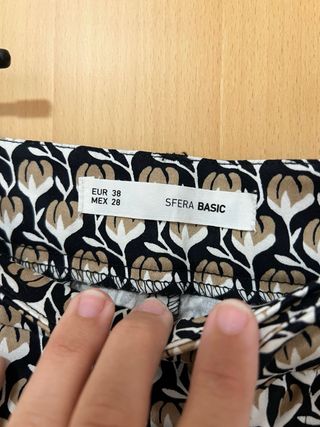 EUR 38
MEX 28
SFERA BASIC